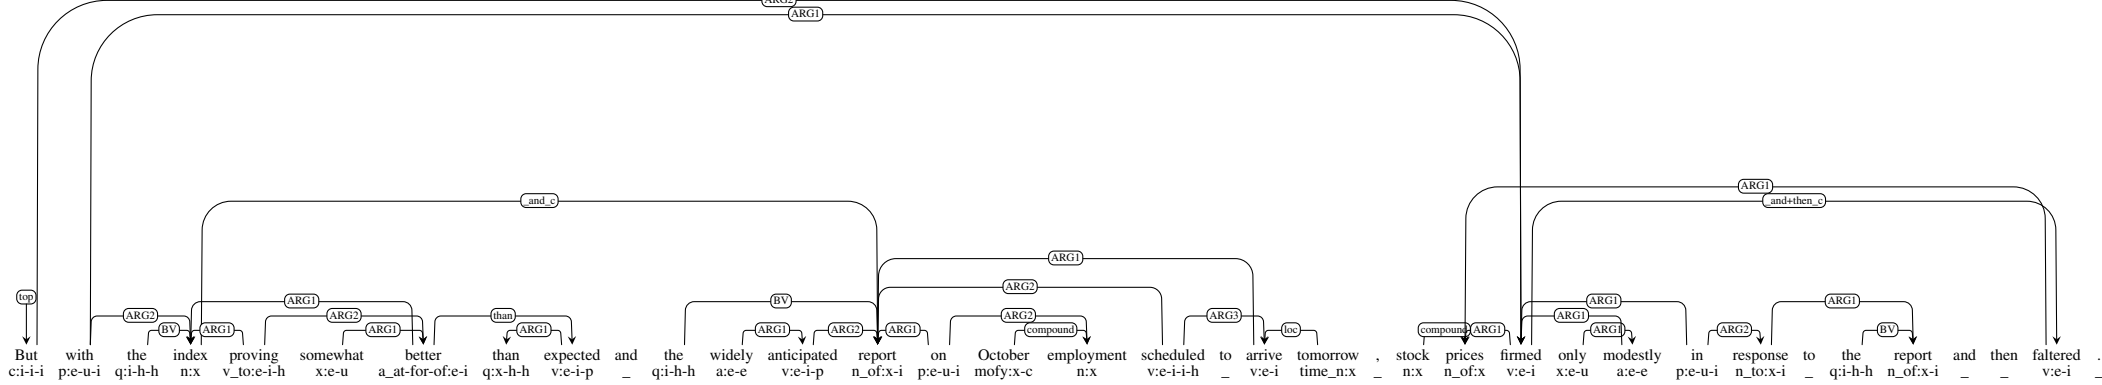 ARG2
ARG1
ARG1
_and_c _and+then_c
ARG1
ARG2
top ARG1 than BV ARG1 ARG1
ARG2 ARG2 ARG2 ARG3 ARG1 ARG2
BV ARG1 ARG1 ARG1 ARG1 ARG2 ARG1 compound loc compound ARG1 ARG1 BV
But with the index proving somewhat better than expected and the widely anticipated report on October employment scheduled to arrive tomorrow , stock prices firmed only modestly in response to the report and then faltered .
c:i-i-i p:e-u-i q:i-h-h n:x v_to:e-i-h x:e-u a_at-for-of:e-i q:x-h-h v:e-i-p _ q:i-h-h a:e-e v:e-i-p n_of:x-i p:e-u-i mofy:x-c n:x v:e-i-i-h _ v:e-i time_n:x _ n:x n_of:x v:e-i x:e-u a:e-e p:e-u-i n_to:x-i _ q:i-h-h n_of:x-i _ _ v:e-i _